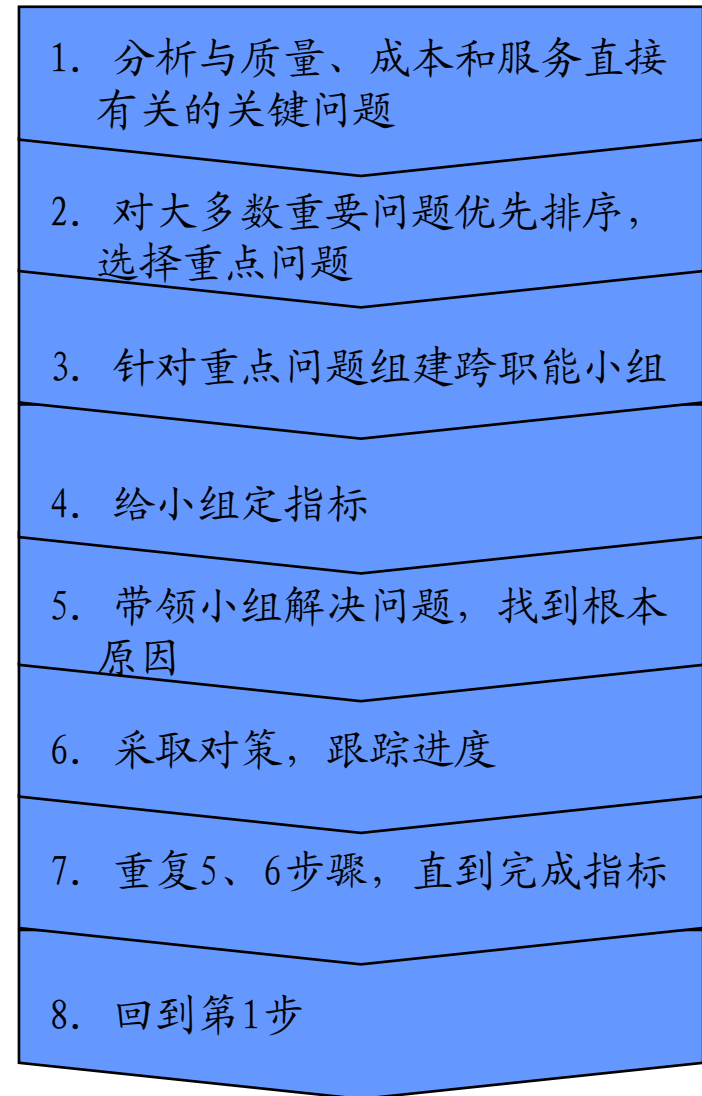 1. 分析与质量、成本和服务直接
有关的关键问题
2. 对大多数重要问题优先排序，
选择重点问题
3. 针对重点问题组建跨职能小组
4. 给小组定指标
5. 带领小组解决问题，找到根本
原因
6. 采取对策，跟踪进度
7. 重复5、6步骤，直到完成指标
8. 回到第1步